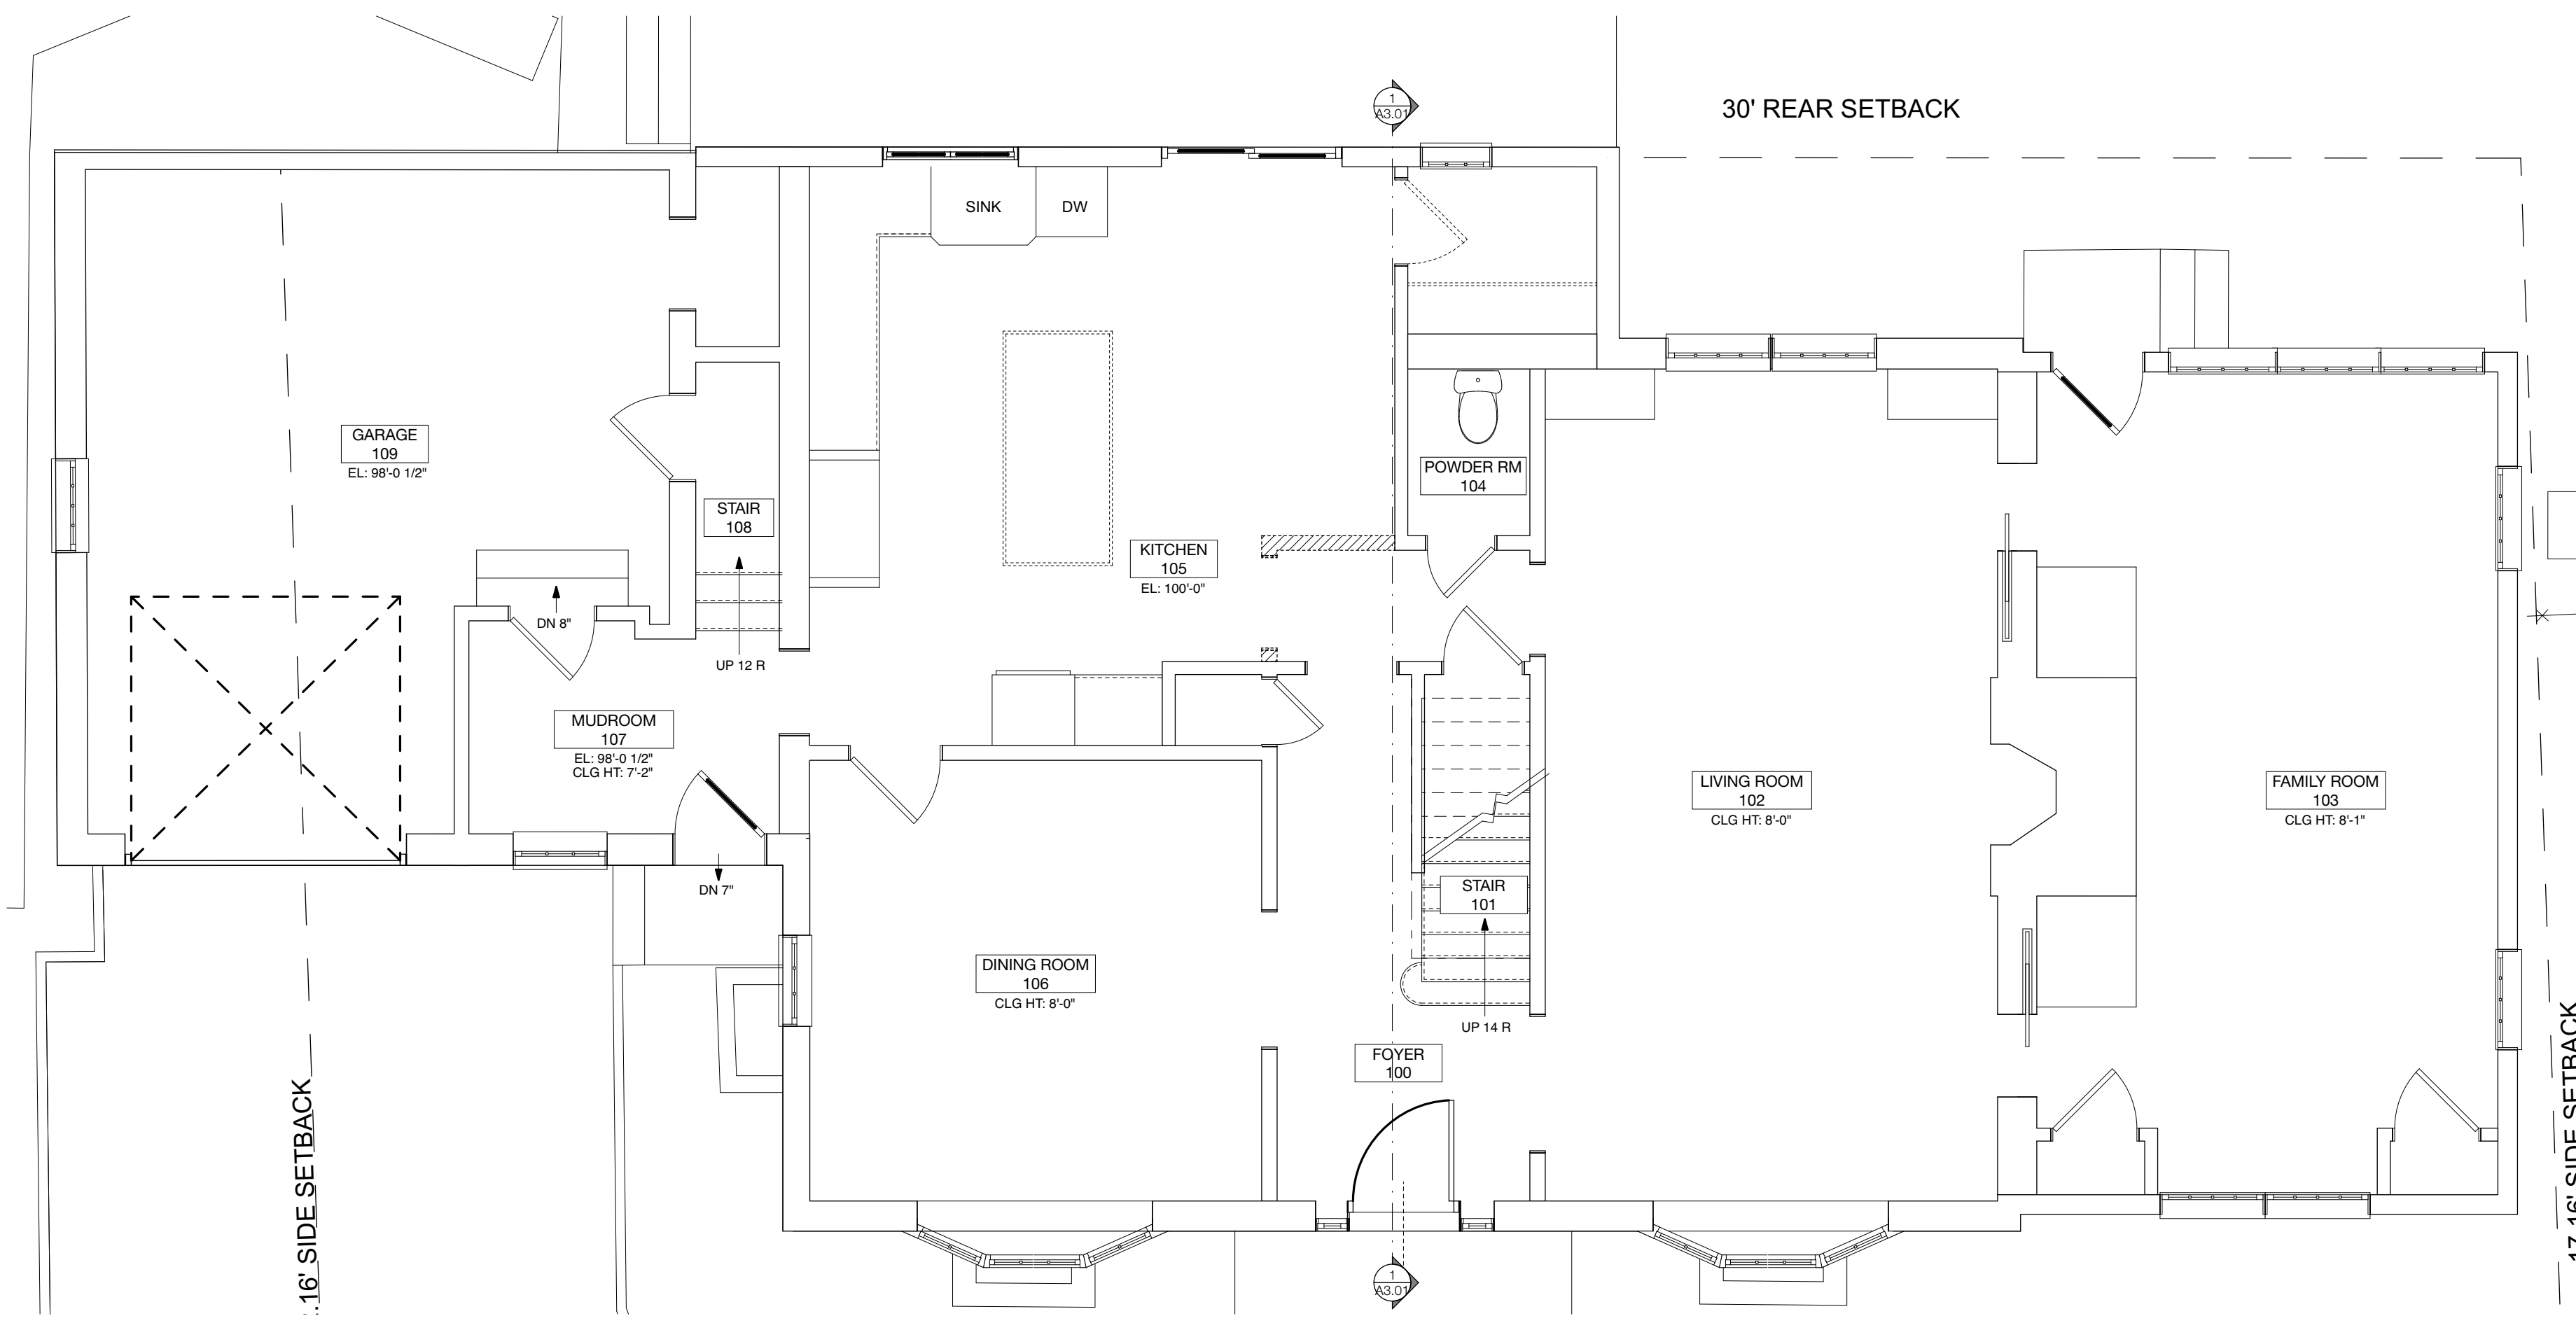 1
A3.01
30' REAR SETBACK
SINK
DW
GARAGE
109
EL: 98'-0 1/2"
POWDER RM
104
STAIR
108
KITCHEN
105
EL: 100'-0"
DN 8"
UP 12 R
MUDROOM
107
EL: 98'-0 1/2"
CLG HT: 7'-2"
LIVING ROOM
102
CLG HT: 8'-0"
FAMILY ROOM
103
CLG HT: 8'-1"
DN 7"
STAIR
101
DINING ROOM
106
CLG HT: 8'-0"
UP 14 R
FOYER
100
.16' SIDE SETBACK
17.16' SIDE SETBACK
1
A3.01